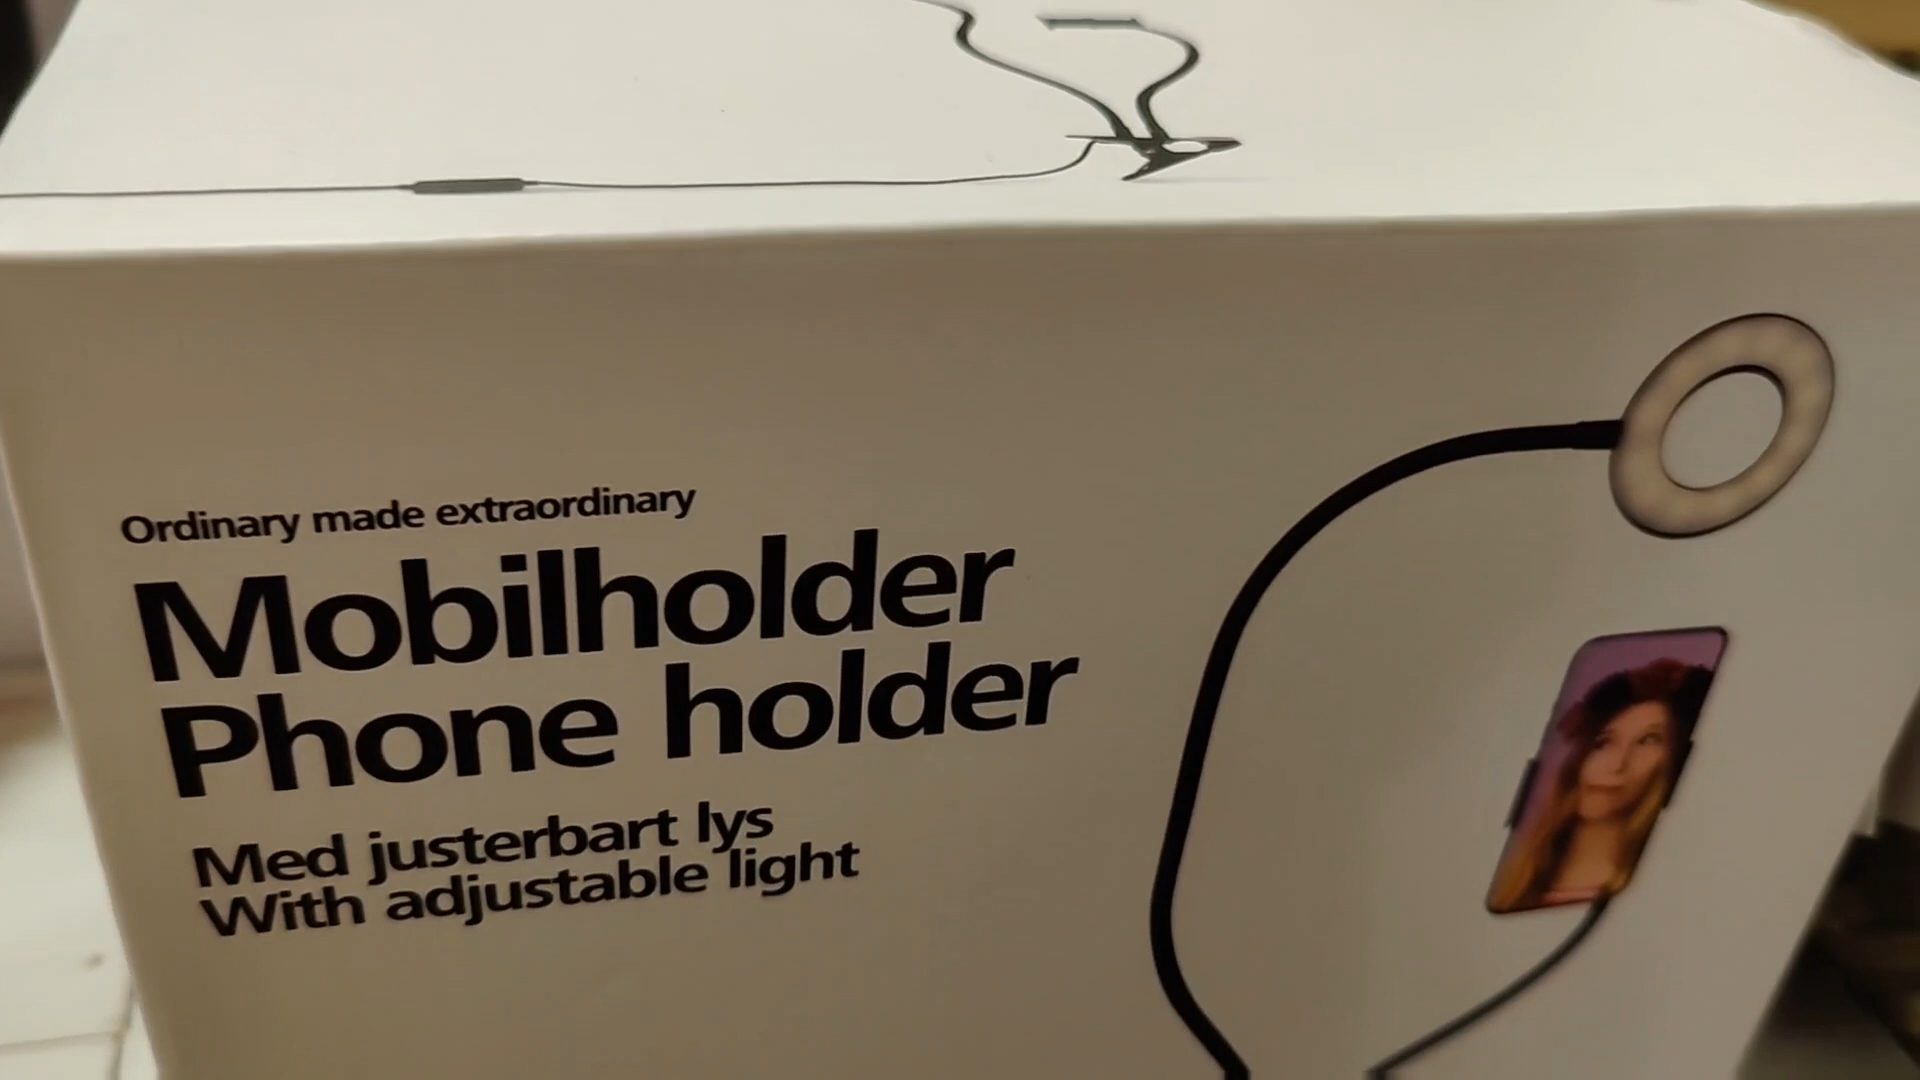 Ordinary made extraordinary
Mobilholder
Phone holder
Med justerbart lys
With adjustable light